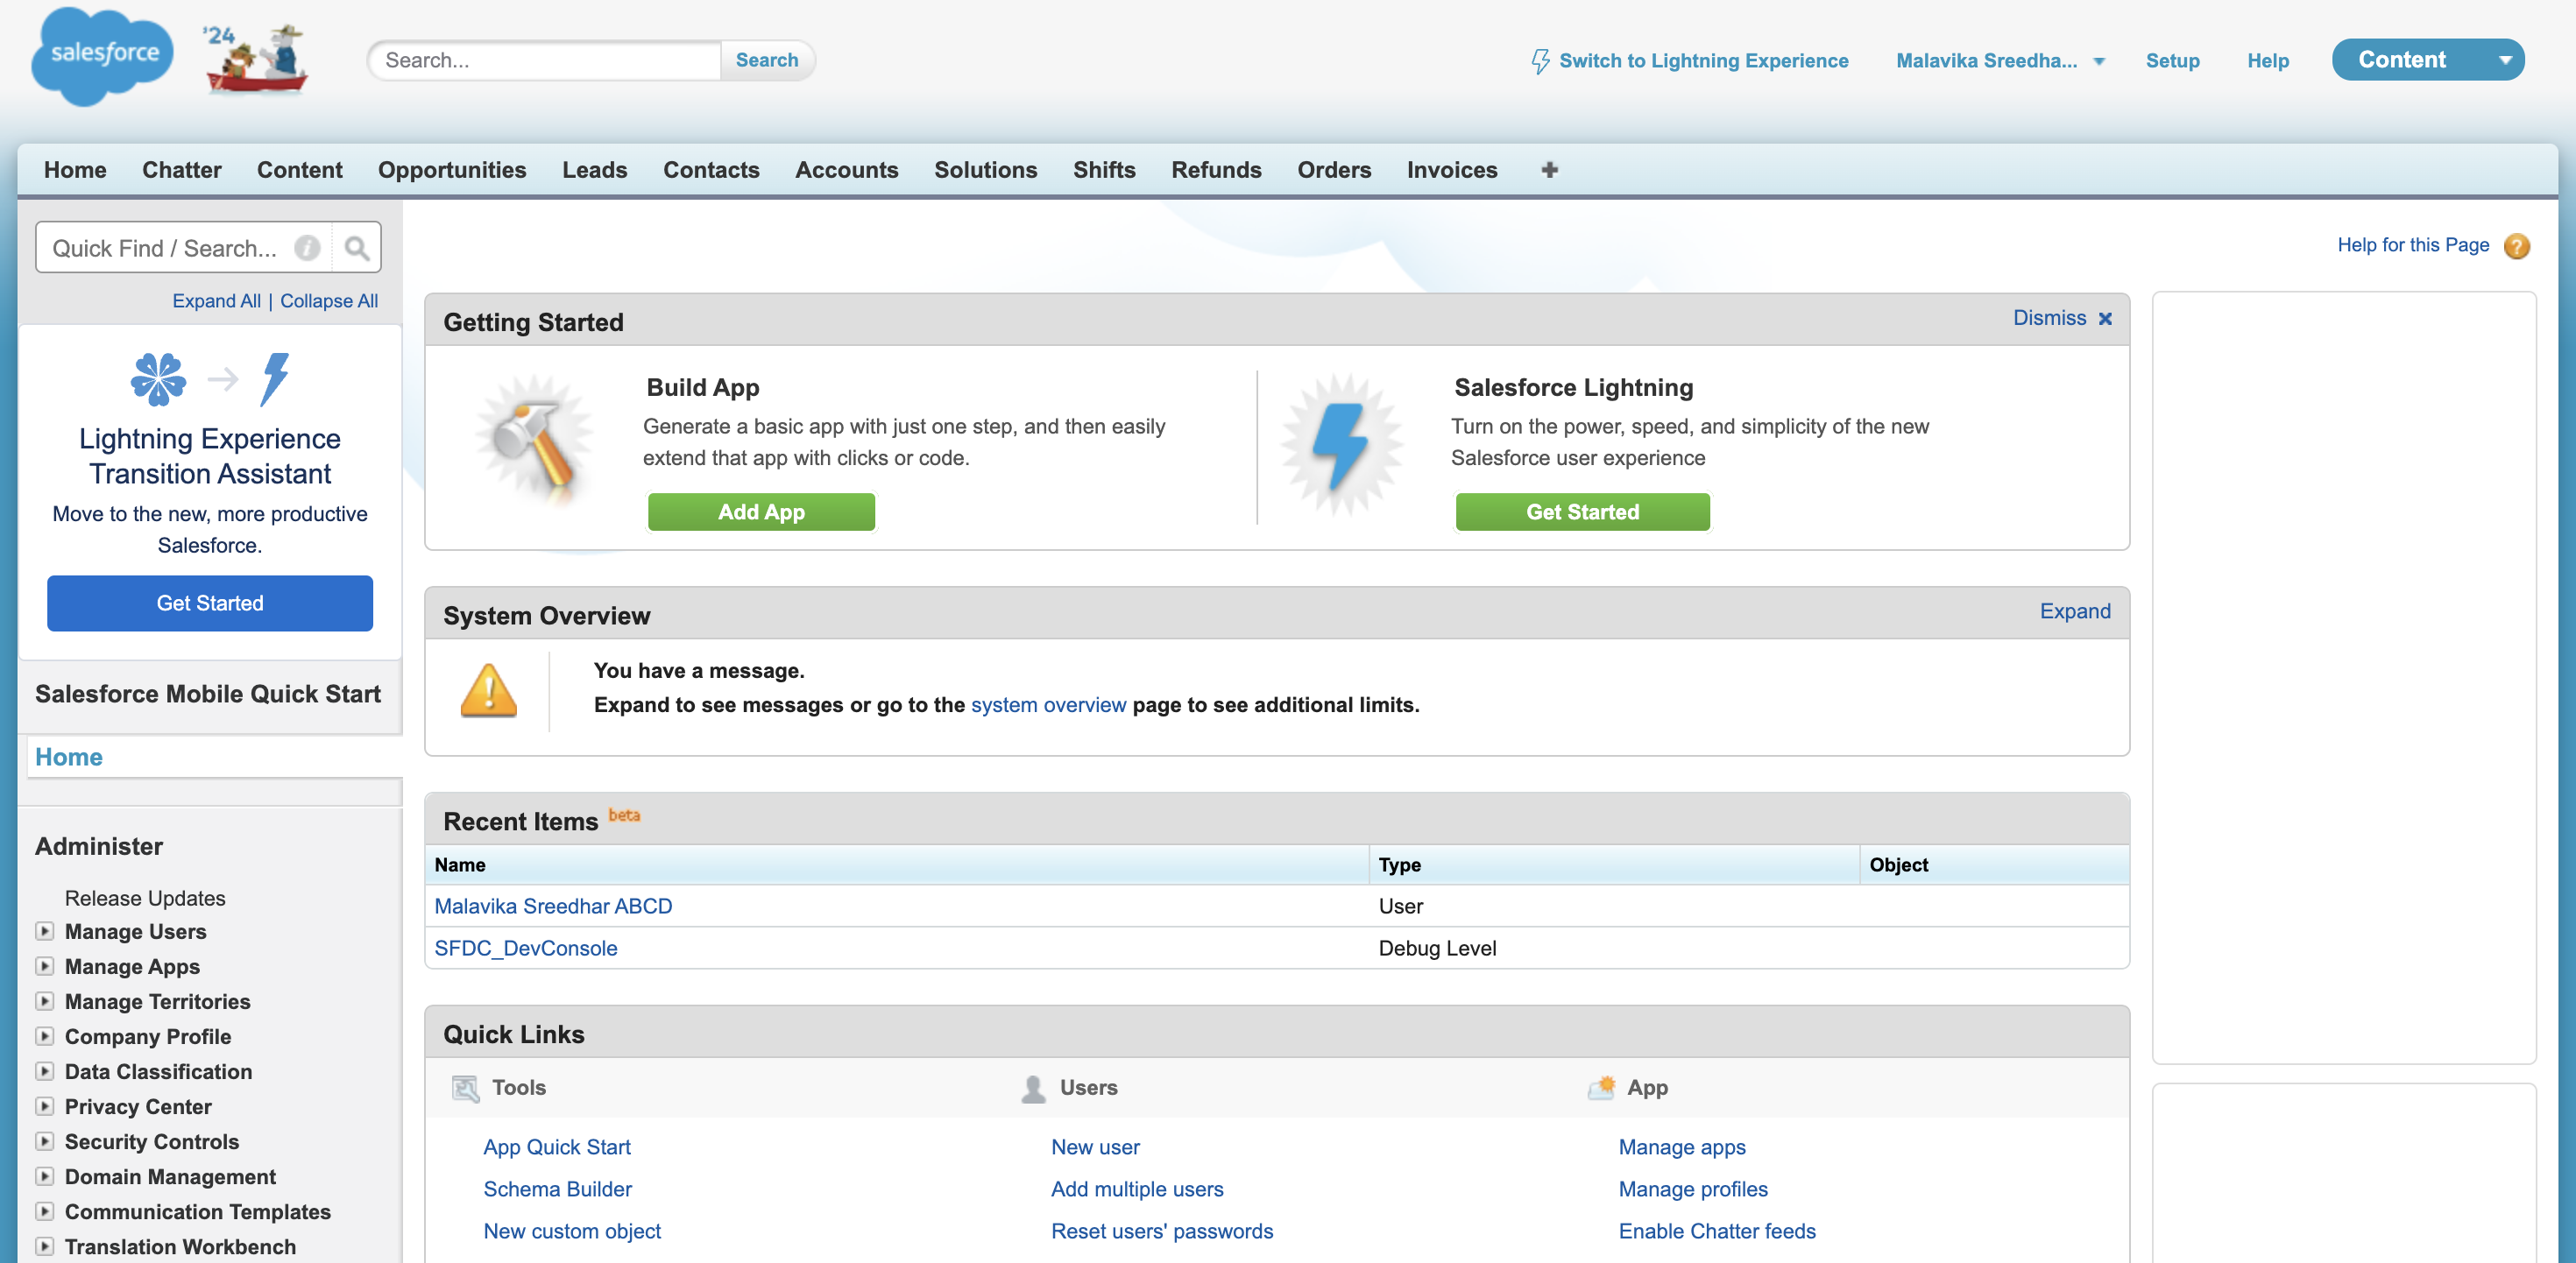 salesforce
'24
Search...
Search
Switch to Lightning Experience
Malavika Sreedha...
Setup
Help
Content
Home
Chatter
Content
Opportunities
Leads
Contacts
Accounts
Solutions
Shifts
Refunds
Orders
Invoices
+
Quick Find / Search...
Expand All | Collapse All
Lightning Experience
Transition Assistant
Move to the new, more productive
Salesforce.
Get Started
Salesforce Mobile Quick Start
Home
Administer
Release Updates
Manage Users
Manage Apps
Manage Territories
Company Profile
Data Classification
Privacy Center
Security Controls
Domain Management
Communication Templates
Translation Workbench
Help for this Page
?
Getting Started
Dismiss
Build App
Generate a basic app with just one step, and then easily
extend that app with clicks or code.
Add App
Salesforce Lightning
Turn on the power, speed, and simplicity of the new
Salesforce user experience
Get Started
System Overview
Expand
You have a message.
Expand to see messages or go to the system overview page to see additional limits.
Recent Items beta
Name Type Object
Malavika Sreedhar ABCD User
SFDC_DevConsole Debug Level
Quick Links
Tools
App Quick Start
Schema Builder
New custom object
Users
New user
Add multiple users
Reset users' passwords
App
Manage apps
Manage profiles
Enable Chatter feeds